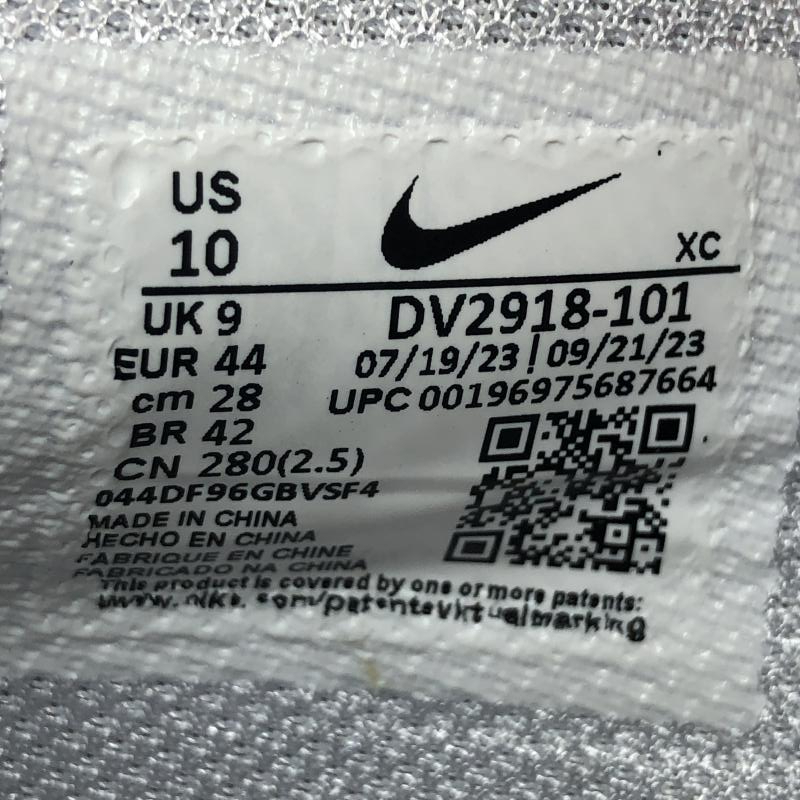 US
10
XC
UK 9
DV2918-101
EUR 44
07/19/23 | 09/21/23
cm 28
UPC 00196975687664
BR 42
CN 280(2.5)
044DF96GBVSF4
MADE IN CHINA
HECHO EN CHINA
FABRIQUE EN CHINE
FABRICADO NA CHINA
This product is covered by one or more patents: